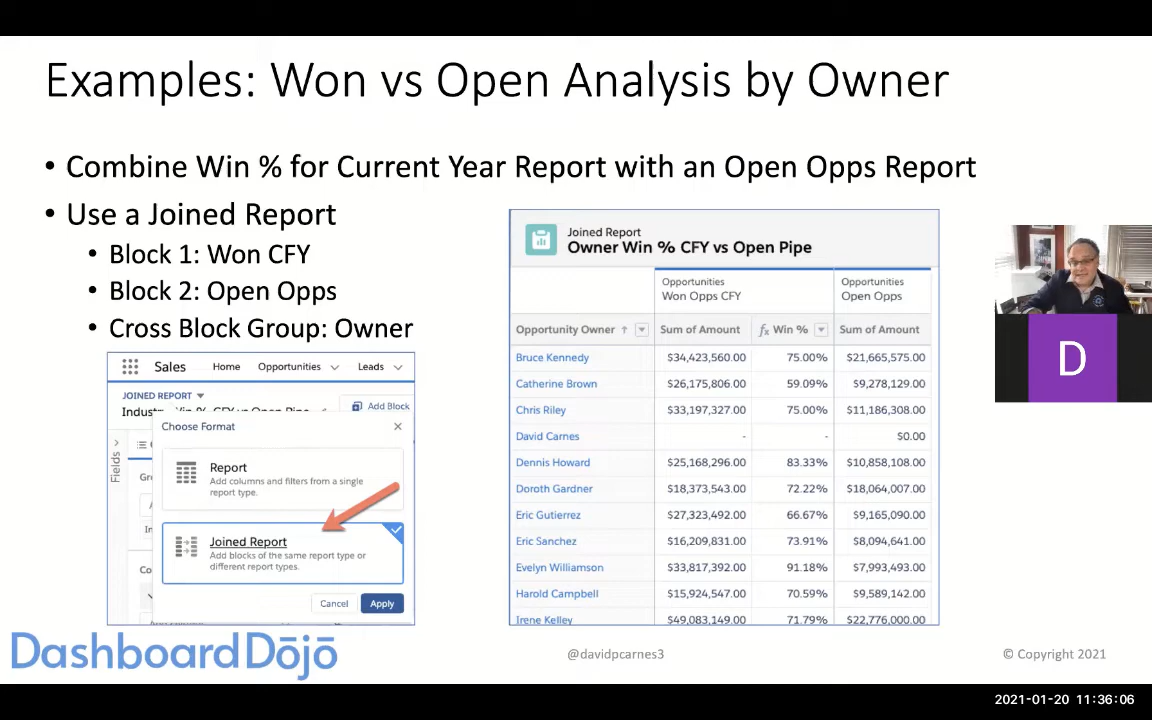 Examples: Won vs Open Analysis by Owner
• Combine Win % for Current Year Report with an Open Opps Report
• Use a Joined Report
• Block 1: Won CFY
• Block 2: Open Opps
• Cross Block Group: Owner
Sales Home Opportunities Leads
JOINED REPORT
Add Block
Choose Format
Fields
Report
Add columns and filters from a single
report type.
Joined Report
Add blocks of the same report type or
different report types.
Cancel Apply
Joined Report
Owner Win % CFY vs Open Pipe
Opportunities Opportunities
Won Opps CFY Open Opps
Opportunity Owner ↑ Sum of Amount fx Win % Sum of Amount
Bruce Kennedy $34,423,560.00 75.00% $21,665,575.00
Catherine Brown $26,175,806.00 59.09% $9,278,129.00
Chris Riley $33,197,327.00 75.00% $11,186,308.00
David Carnes - - $0.00
Dennis Howard $25,168,296.00 83.33% $10,858,108.00
Doroth Gardner $18,373,543.00 72.22% $18,064,007.00
Eric Gutierrez $27,323,492.00 66.67% $9,165,090.00
Eric Sanchez $16,209,831.00 73.91% $8,094,641.00
Evelyn Williamson $33,817,392.00 91.18% $7,993,493.00
Harold Campbell $15,924,547.00 70.59% $9,589,142.00
Irene Kelley $49,083,149.00 71.79% $22,776,000.00
D
Dashboard Dōjō
@davidpcarnes3
© Copyright 2021
2021-01-20 11:36:06